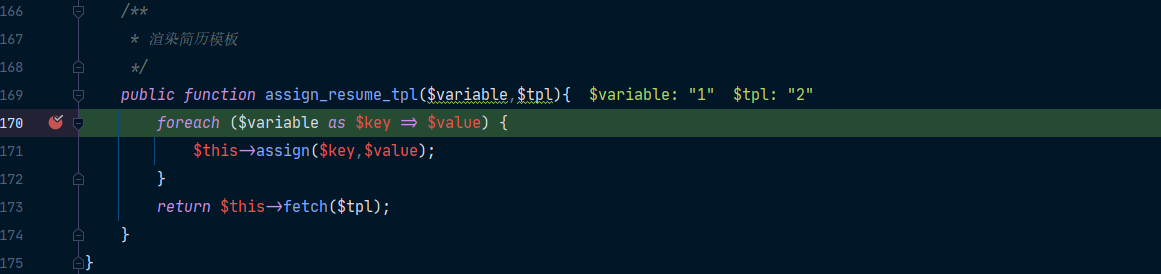 166 /**
167 * 渲染简历模板
168 */
169 public function assign_resume_tpl($variable,$tpl){ $variable: "1" $tpl: "2"
170 foreach ($variable as $key => $value) {
171 $this->assign($key,$value);
172 }
173 return $this->fetch($tpl);
174 }
175 }